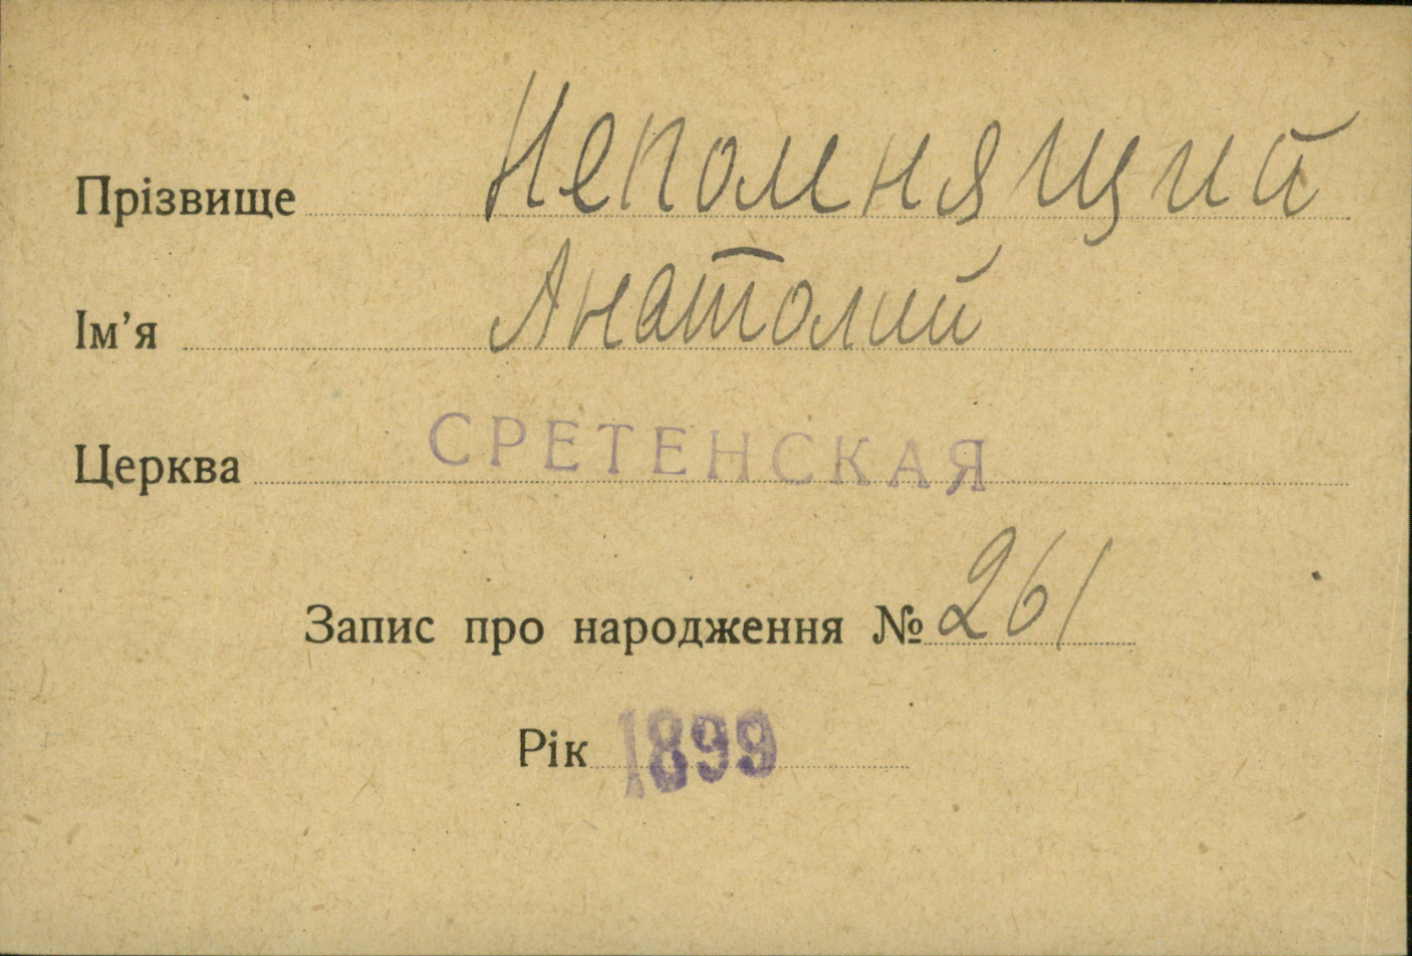 Прізвище Непомнящий
Ім'я Анатолий
Церква СРЕТЕНСКАЯ
Запис про народження № 261
Рік 1899